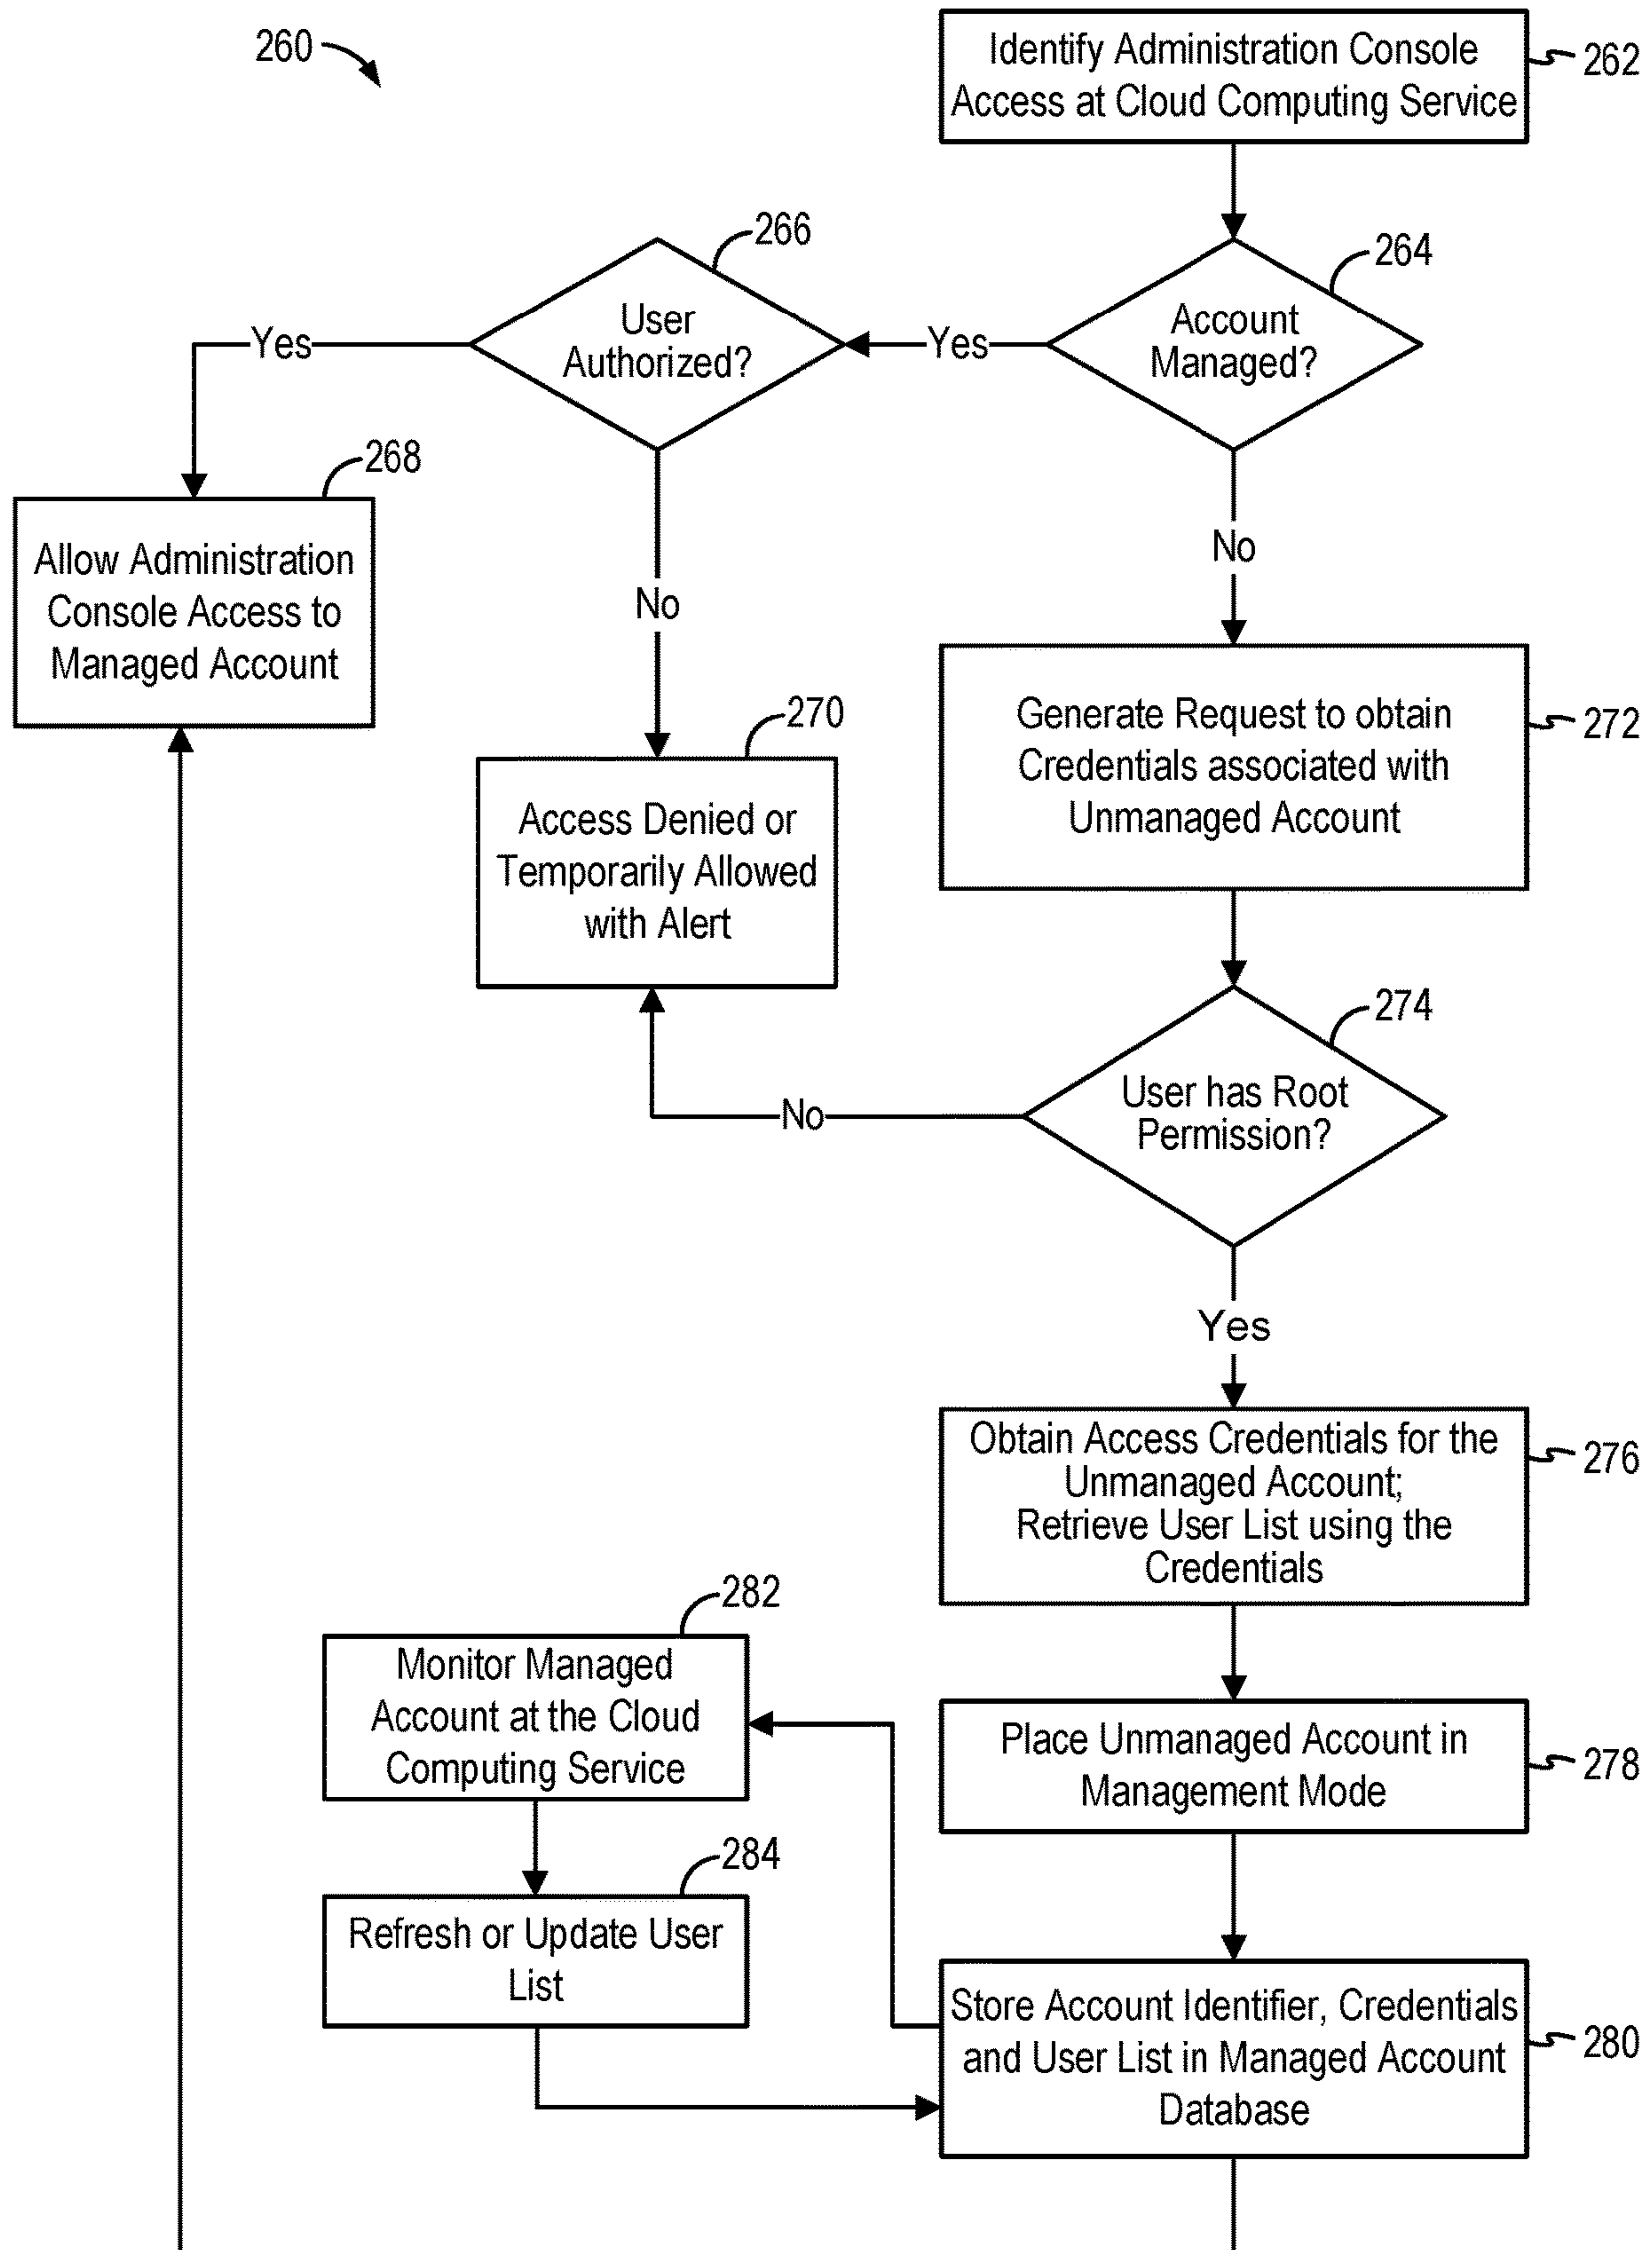 260
Identify Administration Console
Access at Cloud Computing Service
262
266
264
User
Authorized?
Account
Managed?
Yes
Yes
268
Allow Administration
Console Access to
Managed Account
No
No
270
Access Denied or
Temporarily Allowed
with Alert
Generate Request to obtain
Credentials associated with
Unmanaged Account
272
274
User has Root
Permission?
No
Yes
Obtain Access Credentials for the
Unmanaged Account;
Retrieve User List using the
Credentials
276
282
Monitor Managed
Account at the Cloud
Computing Service
Place Unmanaged Account in
Management Mode
278
284
Refresh or Update User
List
Store Account Identifier, Credentials
and User List in Managed Account
Database
280